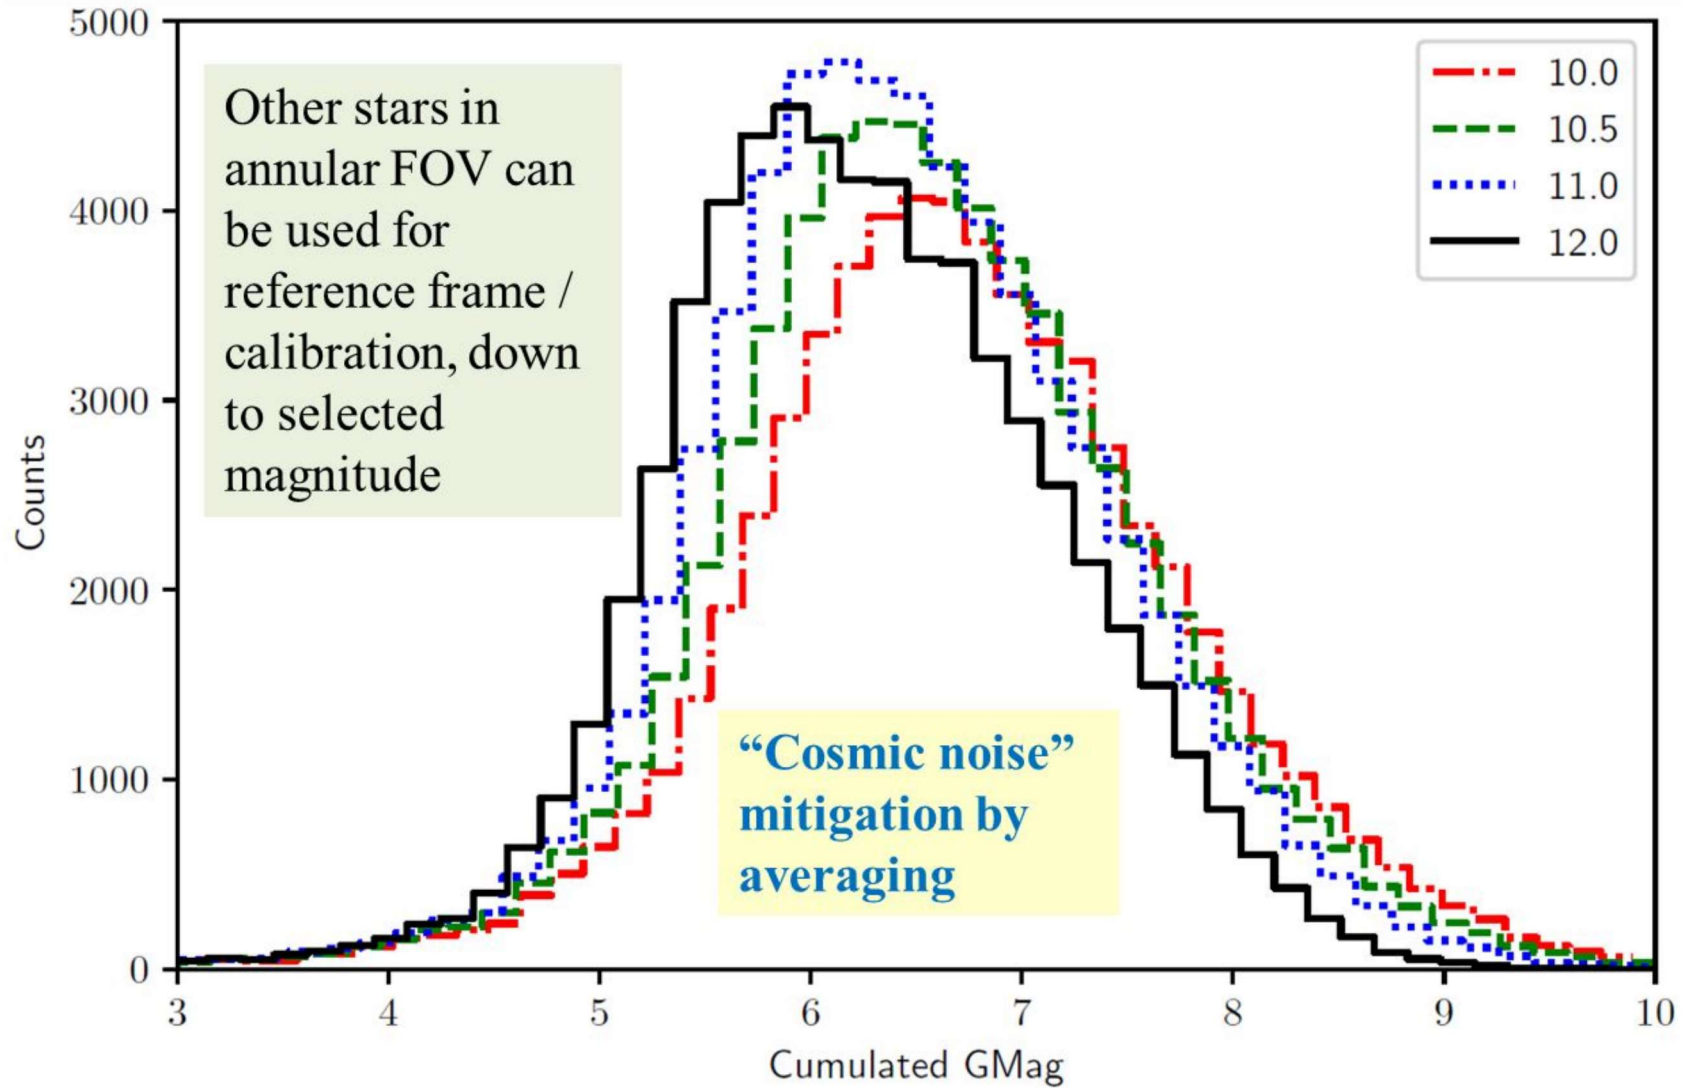 5000
4000
3000
2000
1000
0
Counts
3 4 5 6 7 8 9 10
Cumulated GMag
Other stars in
annular FOV can
be used for
reference frame /
calibration, down
to selected
magnitude
“Cosmic noise”
mitigation by
averaging
10.0
10.5
11.0
12.0